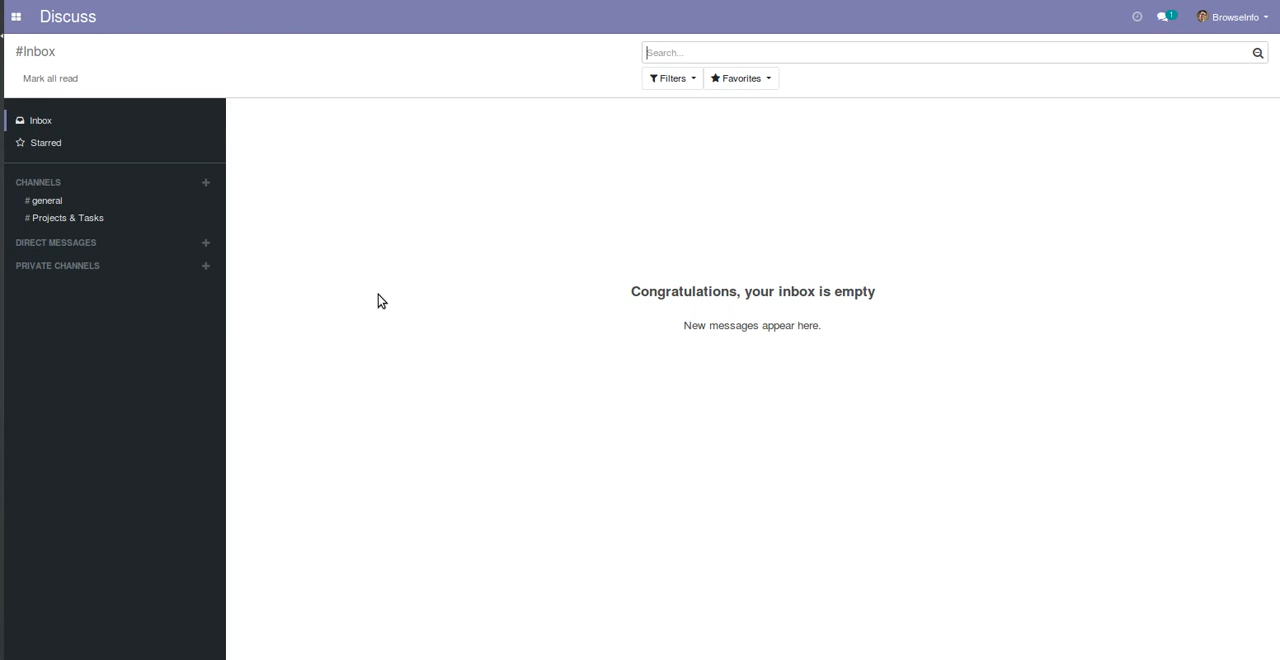 Discuss
1
BrowseInfo
#Inbox
Search...
Mark all read
Filters
Favorites
Inbox
Starred
CHANNELS
# general
# Projects & Tasks
DIRECT MESSAGES
PRIVATE CHANNELS
Congratulations, your inbox is empty
New messages appear here.